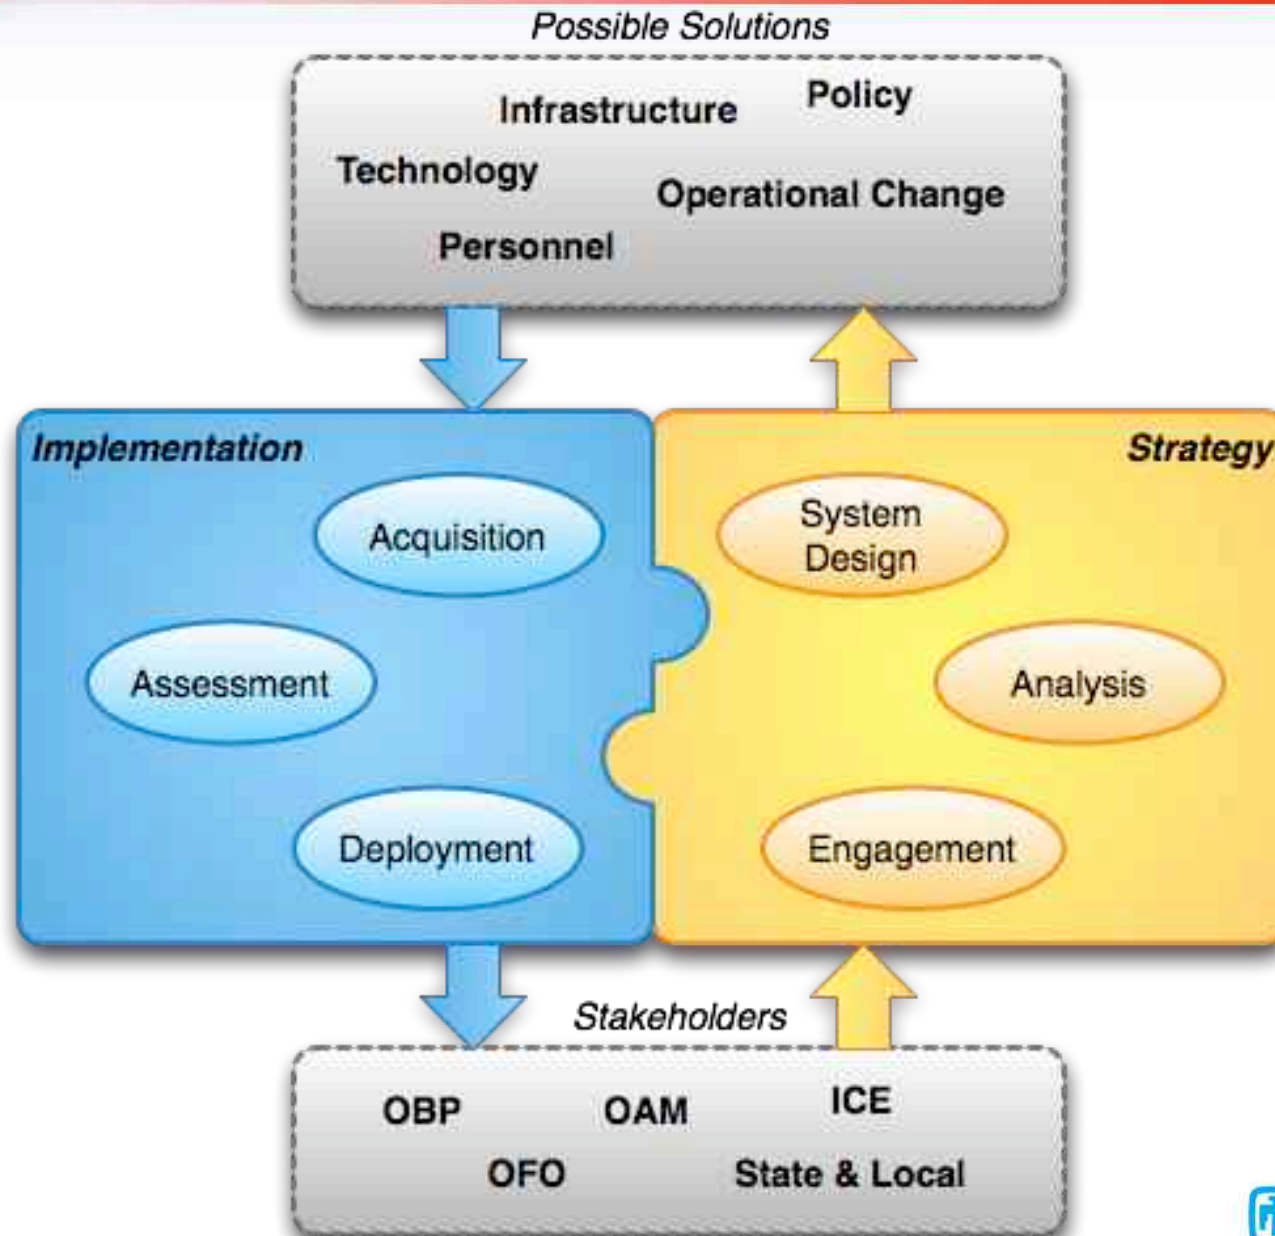 Possible Solutions
Infrastructure
Policy
Technology
Operational Change
Personnel
Implementation
Strategy
Acquisition
System
Design
Assessment
Analysis
Deployment
Engagement
Stakeholders
OBP
OAM
ICE
OFO
State & Local